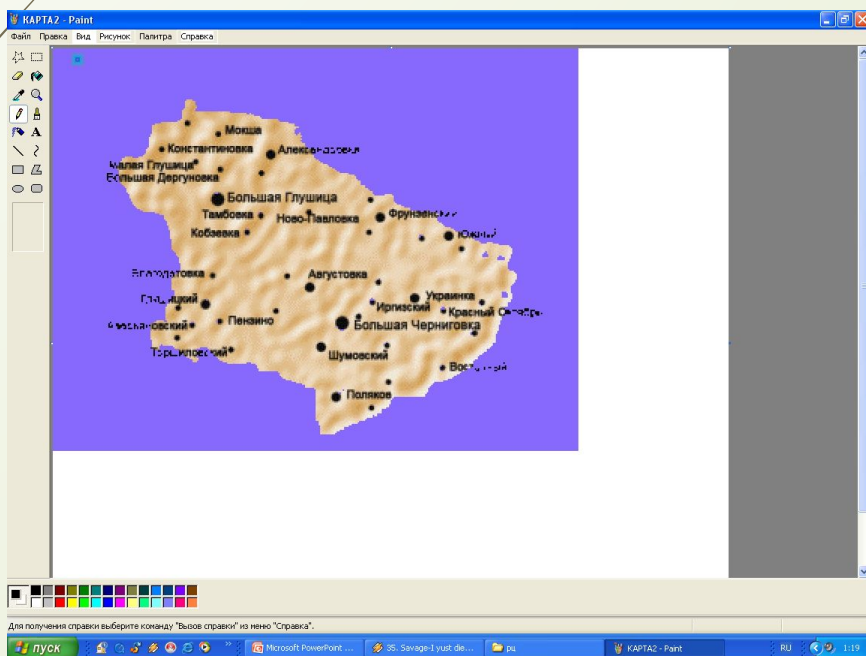 КАРТА2 - Paint
Файл Правка Вид Рисунок Палитра Справка
Мокша
Константиновка
Александровка
Малая Глушица
Большая Дергуновка
Большая Глушица
Тамбовка
Ново-Павловка
Фрунзенский
Кобзевка
Южный
Благодатовка
Августовка
Украинка
Иргизский
Красный Октябрь
Пензино
Большая Черниговка
Шумовский
Восточный
Поляков
Для получения справки выберите команду "Вызов справки" из меню "Справка".
пуск
Microsoft PowerPoint ...
35. Savage-I yust die...
рц
КАРТА2 - Paint
RU
1:19